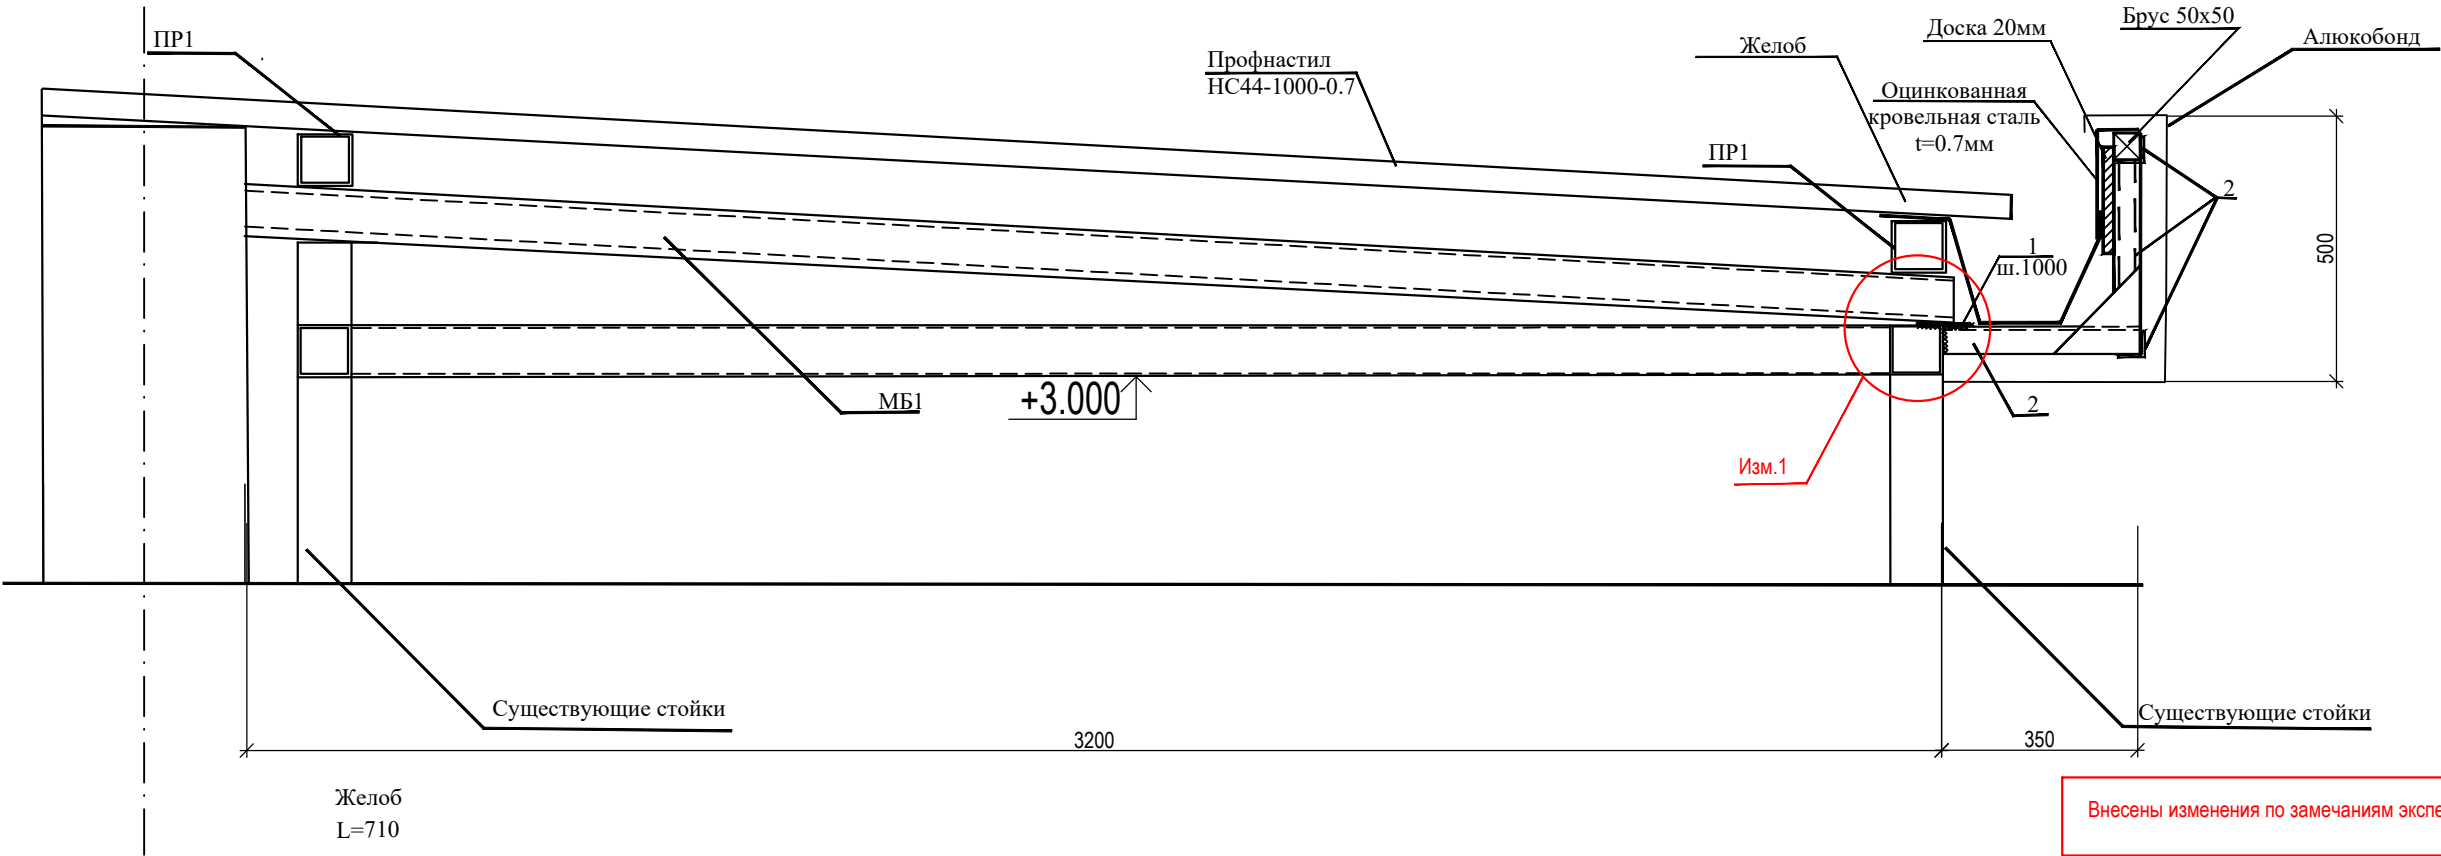 ПР1
Профнастил
НС44-1000-0.7
Желоб
Доска 20мм
Брус 50х50
Алюкобонд
Оцинкованная
кровельная сталь
t=0.7мм
ПР1
2
1
ш.1000
500
МБ1
+3.000
2
Изм.1
Существующие стойки
Существующие стойки
3200
350
Желоб
L=710
Внесены изменения по замечаниям экспе